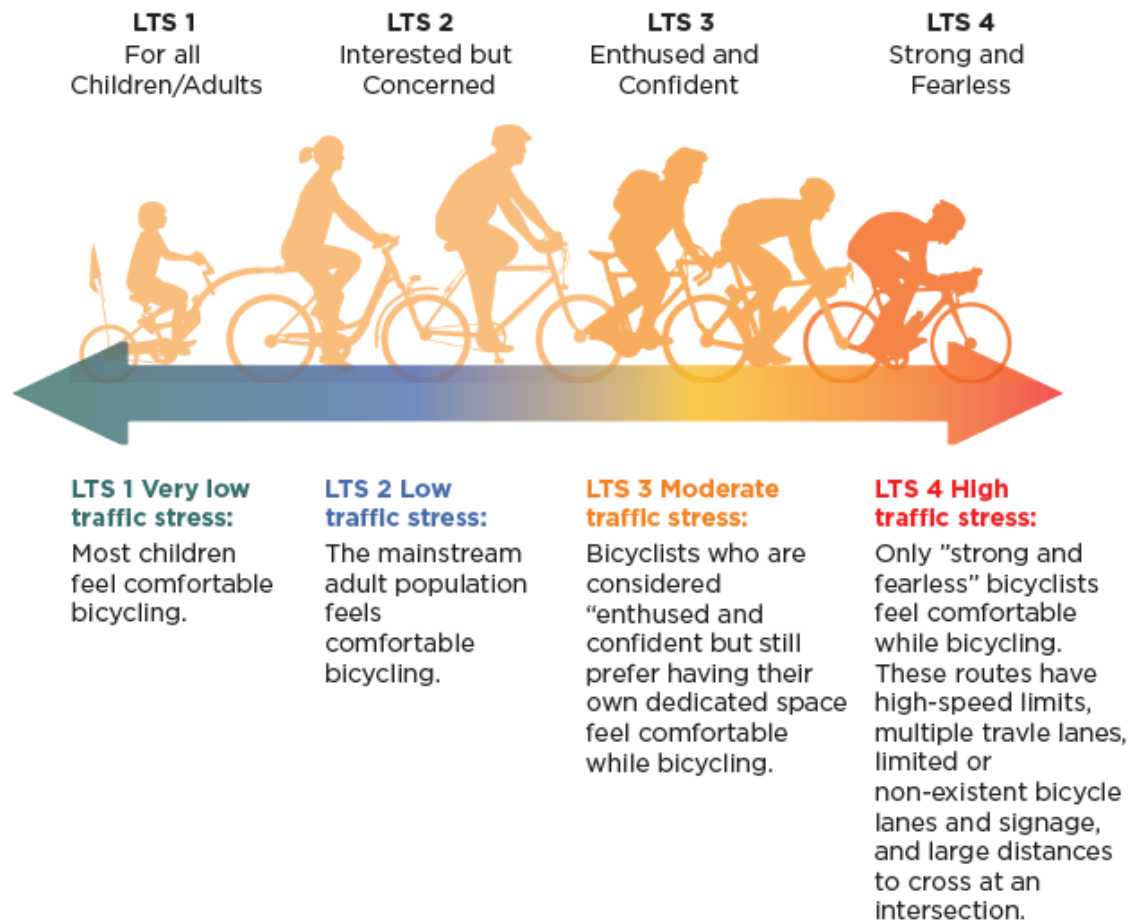 LTS 1
For all
Children/Adults
LTS 2
Interested but
Concerned
LTS 3
Enthused and
Confident
LTS 4
Strong and
Fearless
LTS 1 Very low
traffic stress:
Most children
feel comfortable
bicycling.
LTS 2 Low
traffic stress:
The mainstream
adult population
feels
comfortable
bicycling.
LTS 3 Moderate
traffic stress:
Bicyclists who are
considered
“enthused and
confident but still
prefer having their
own dedicated space
feel comfortable
while bicycling.
LTS 4 High
traffic stress:
Only ”strong and
fearless” bicyclists
feel comfortable
while bicycling.
These routes have
high-speed limits,
multiple travle lanes,
limited or
non-existent bicycle
lanes and signage,
and large distances
to cross at an
intersection.